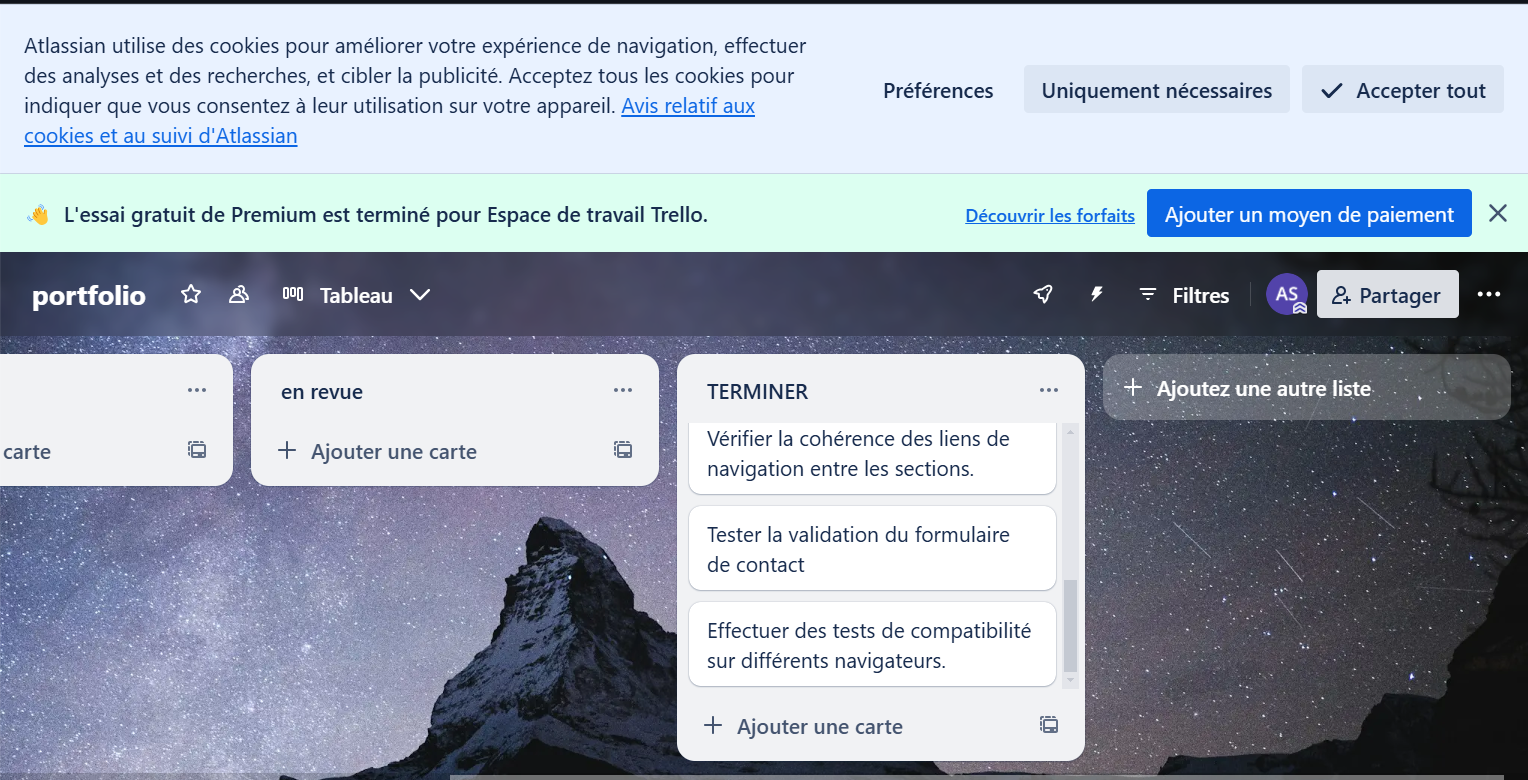 Atlassian utilise des cookies pour améliorer votre expérience de navigation, effectuer
des analyses et des recherches, et cibler la publicité. Acceptez tous les cookies pour
indiquer que vous consentez à leur utilisation sur votre appareil. Avis relatif aux
cookies et au suivi d'Atlassian
Préférences
Uniquement nécessaires
Accepter tout
L'essai gratuit de Premium est terminé pour Espace de travail Trello.
Découvrir les forfaits
Ajouter un moyen de paiement
portfolio
Tableau
Filtres
AS
Partager
carte
en revue
Ajouter une carte
TERMINER
Vérifier la cohérence des liens de
navigation entre les sections.
Tester la validation du formulaire
de contact
Effectuer des tests de compatibilité
sur différents navigateurs.
Ajouter une carte
Ajoutez une autre liste